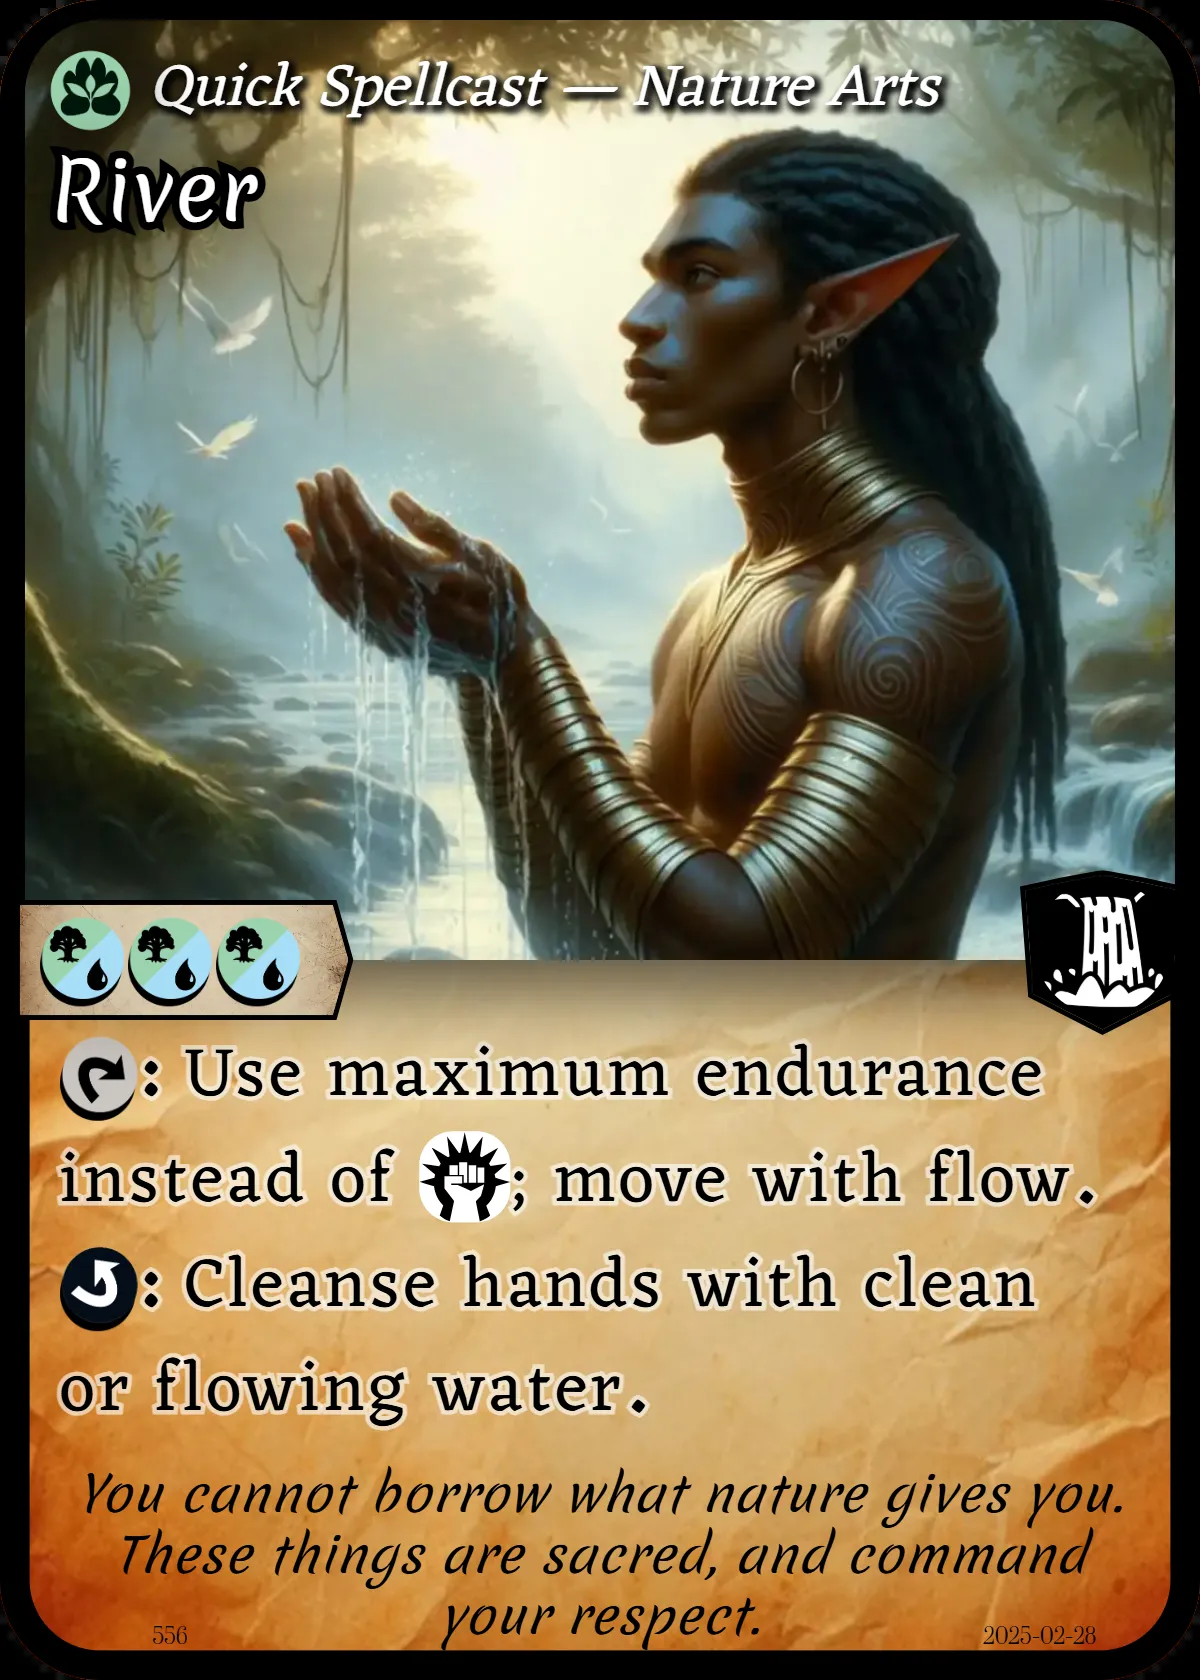 Quick Spellcast — Nature Arts
River
: Use maximum endurance
instead of ; move with flow.
: Cleanse hands with clean
or flowing water.
You cannot borrow what nature gives you.
These things are sacred, and command
your respect.
556
2025-02-28